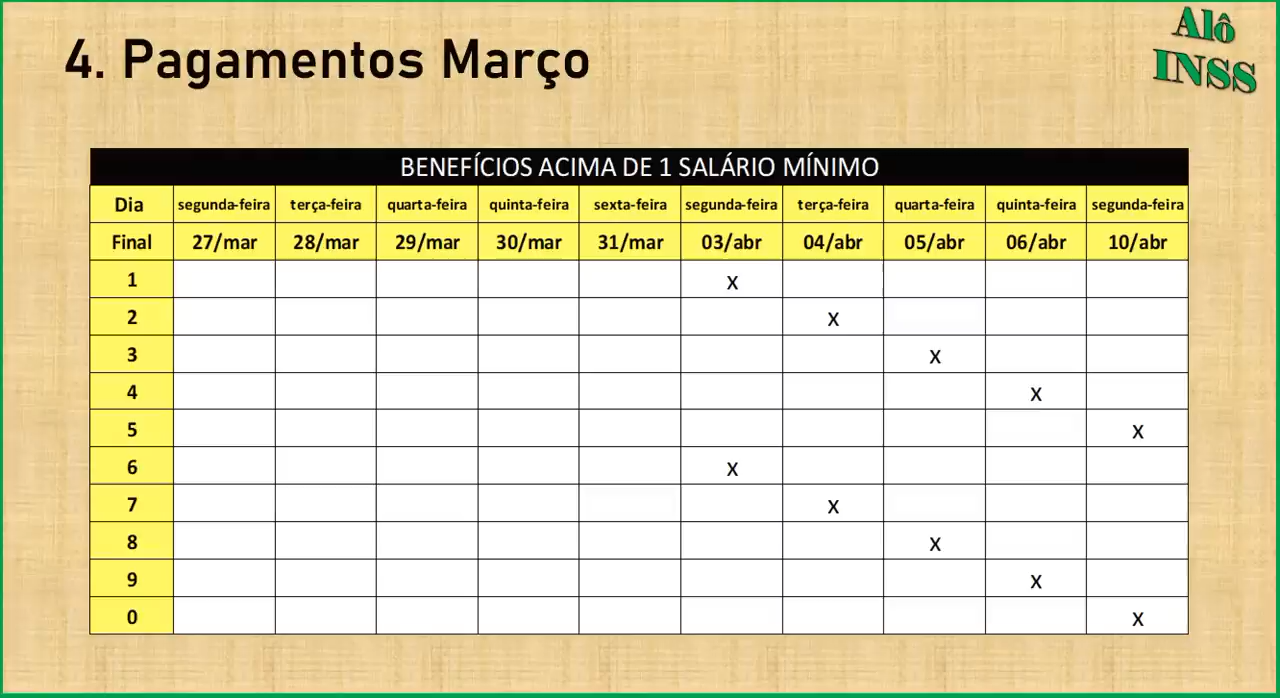 4. Pagamentos Março
Alô
INSS
BENEFÍCIOS ACIMA DE 1 SALÁRIO MÍNIMO
Dia segunda-feira terça-feira quarta-feira quinta-feira sexta-feira segunda-feira terça-feira quarta-feira quinta-feira segunda-feira
Final 27/mar 28/mar 29/mar 30/mar 31/mar 03/abr 04/abr 05/abr 06/abr 10/abr
1 x
2 x
3 x
4 x
5 x
6 x
7 x
8 x
9 x
0 x